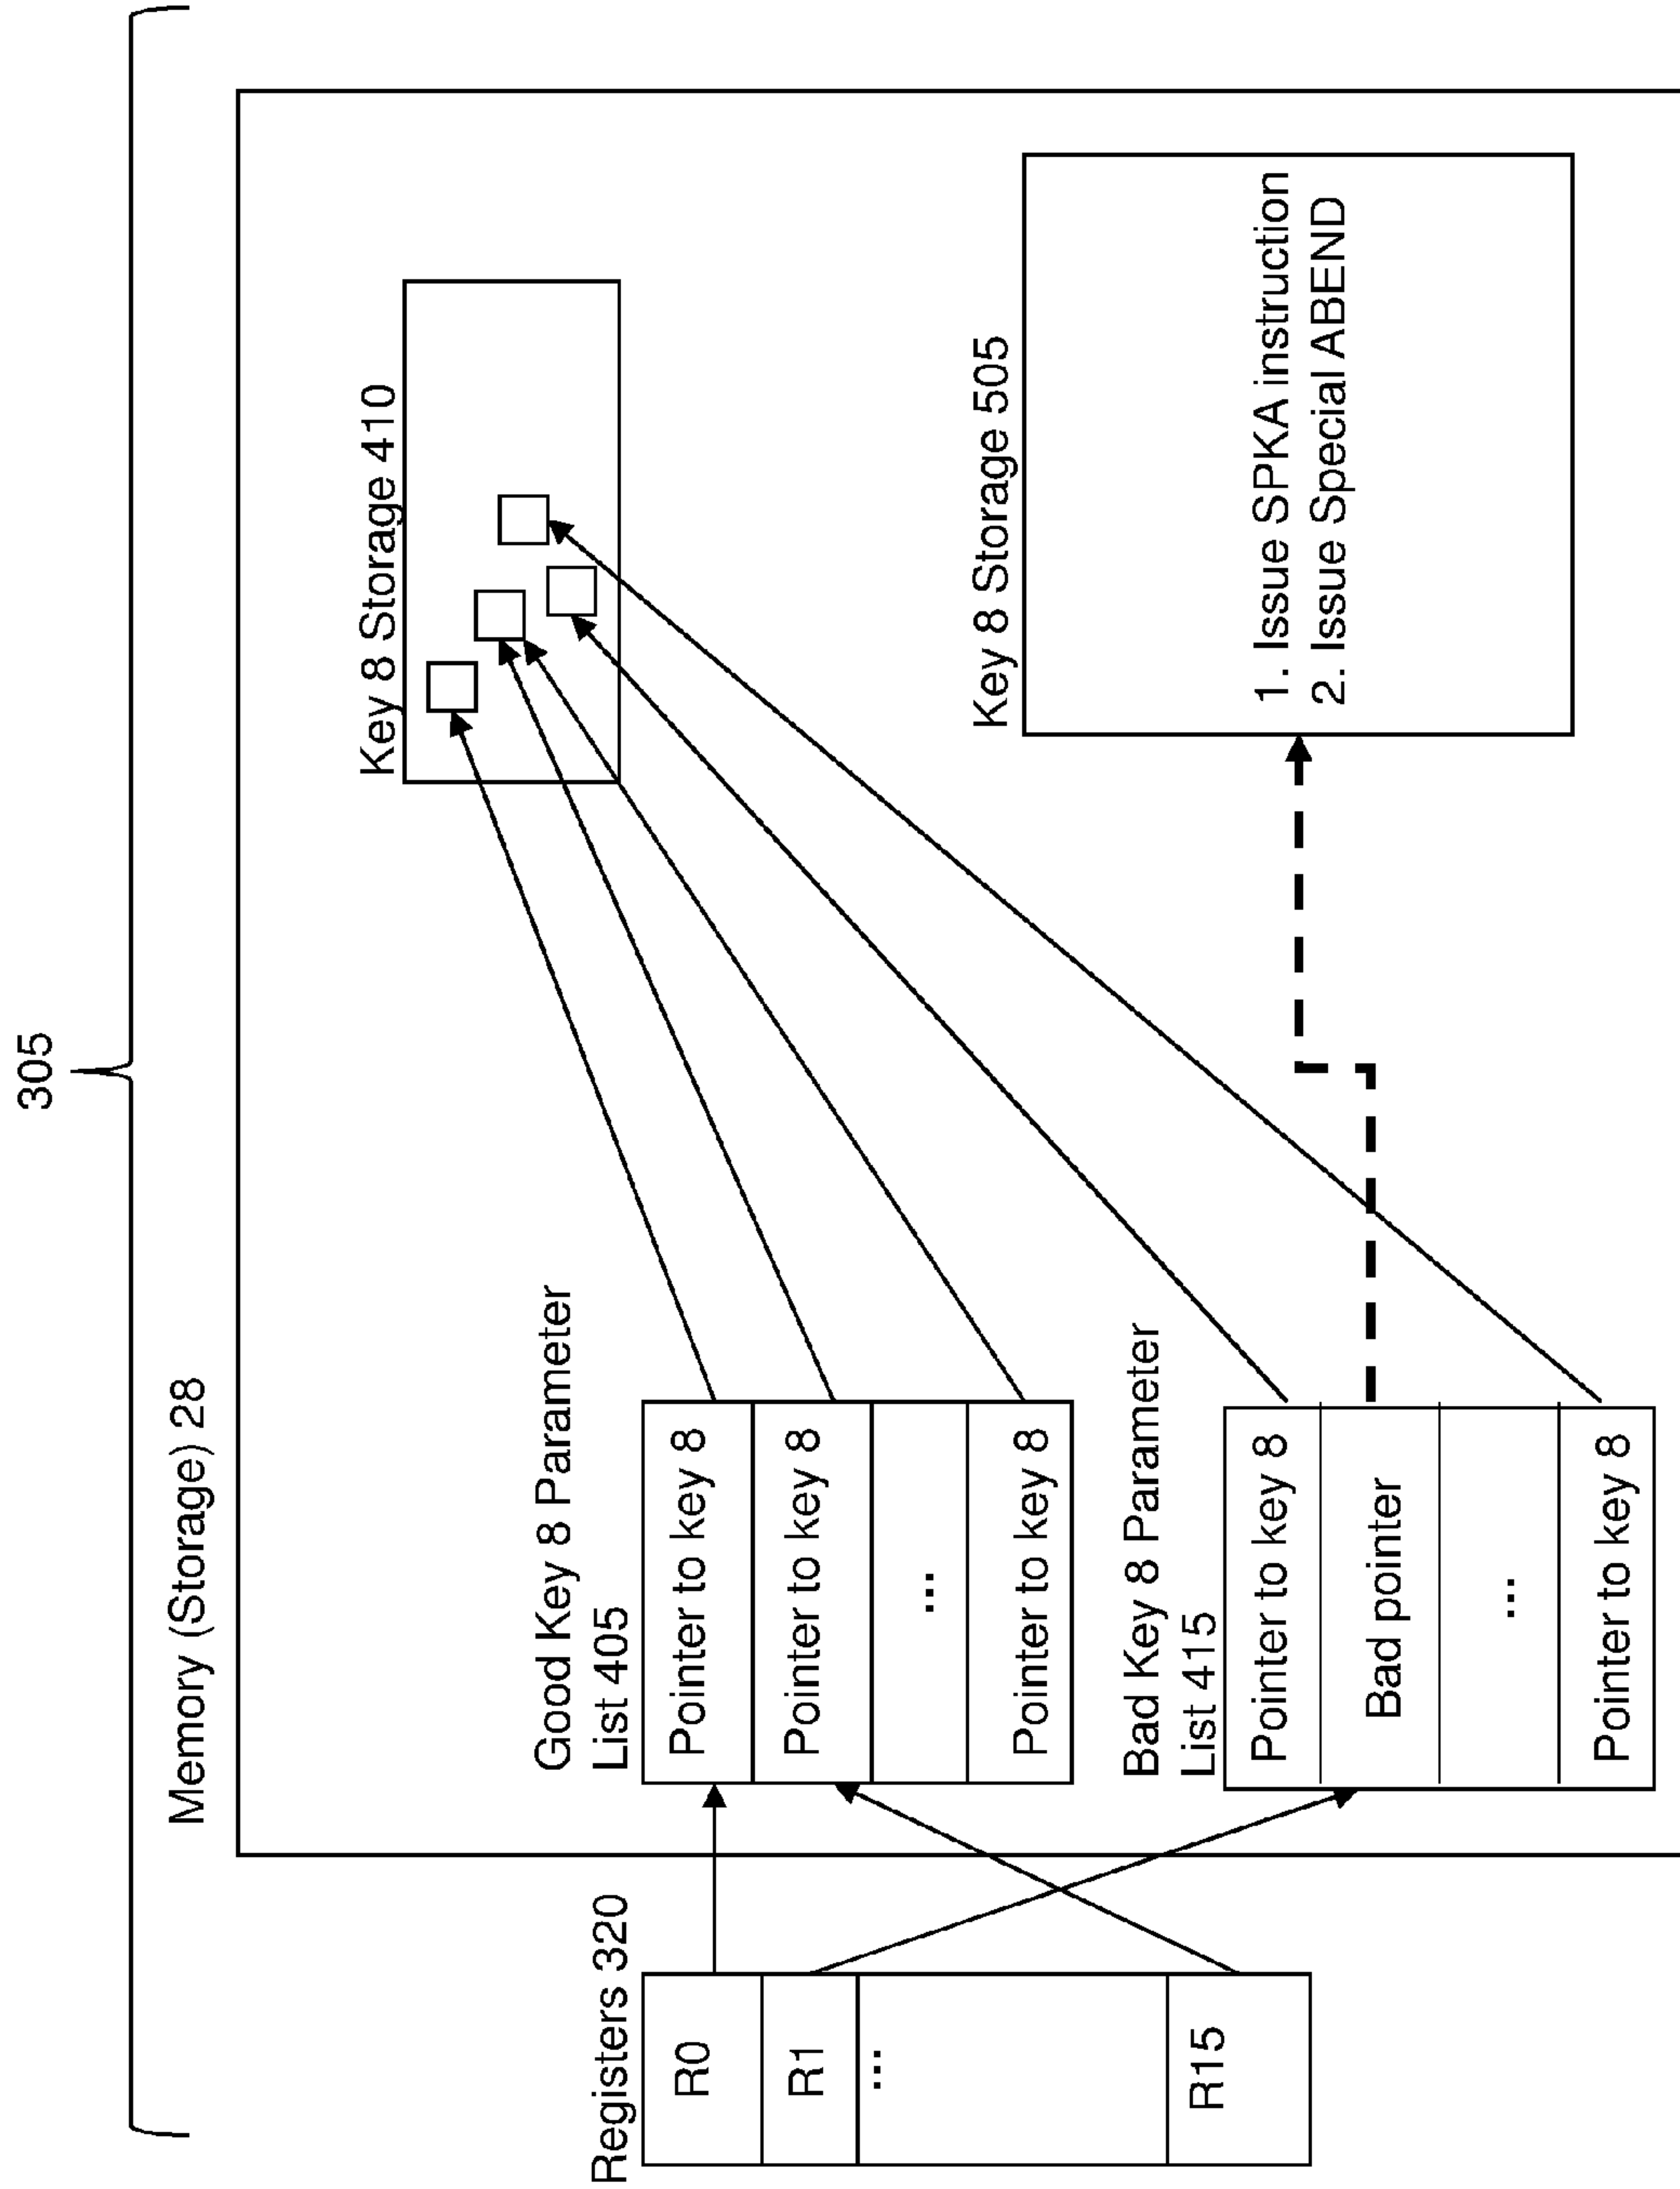 305
Memory (Storage) 28
Registers 320
R0
R1
...
R15
Good Key 8 Parameter
List 405
Pointer to key 8
Pointer to key 8
...
Pointer to key 8
Bad Key 8 Parameter
List 415
Pointer to key 8
Bad pointer
...
Pointer to key 8
Key 8 Storage 410
Key 8 Storage 505
1. Issue SPKA instruction
2. Issue Special ABEND